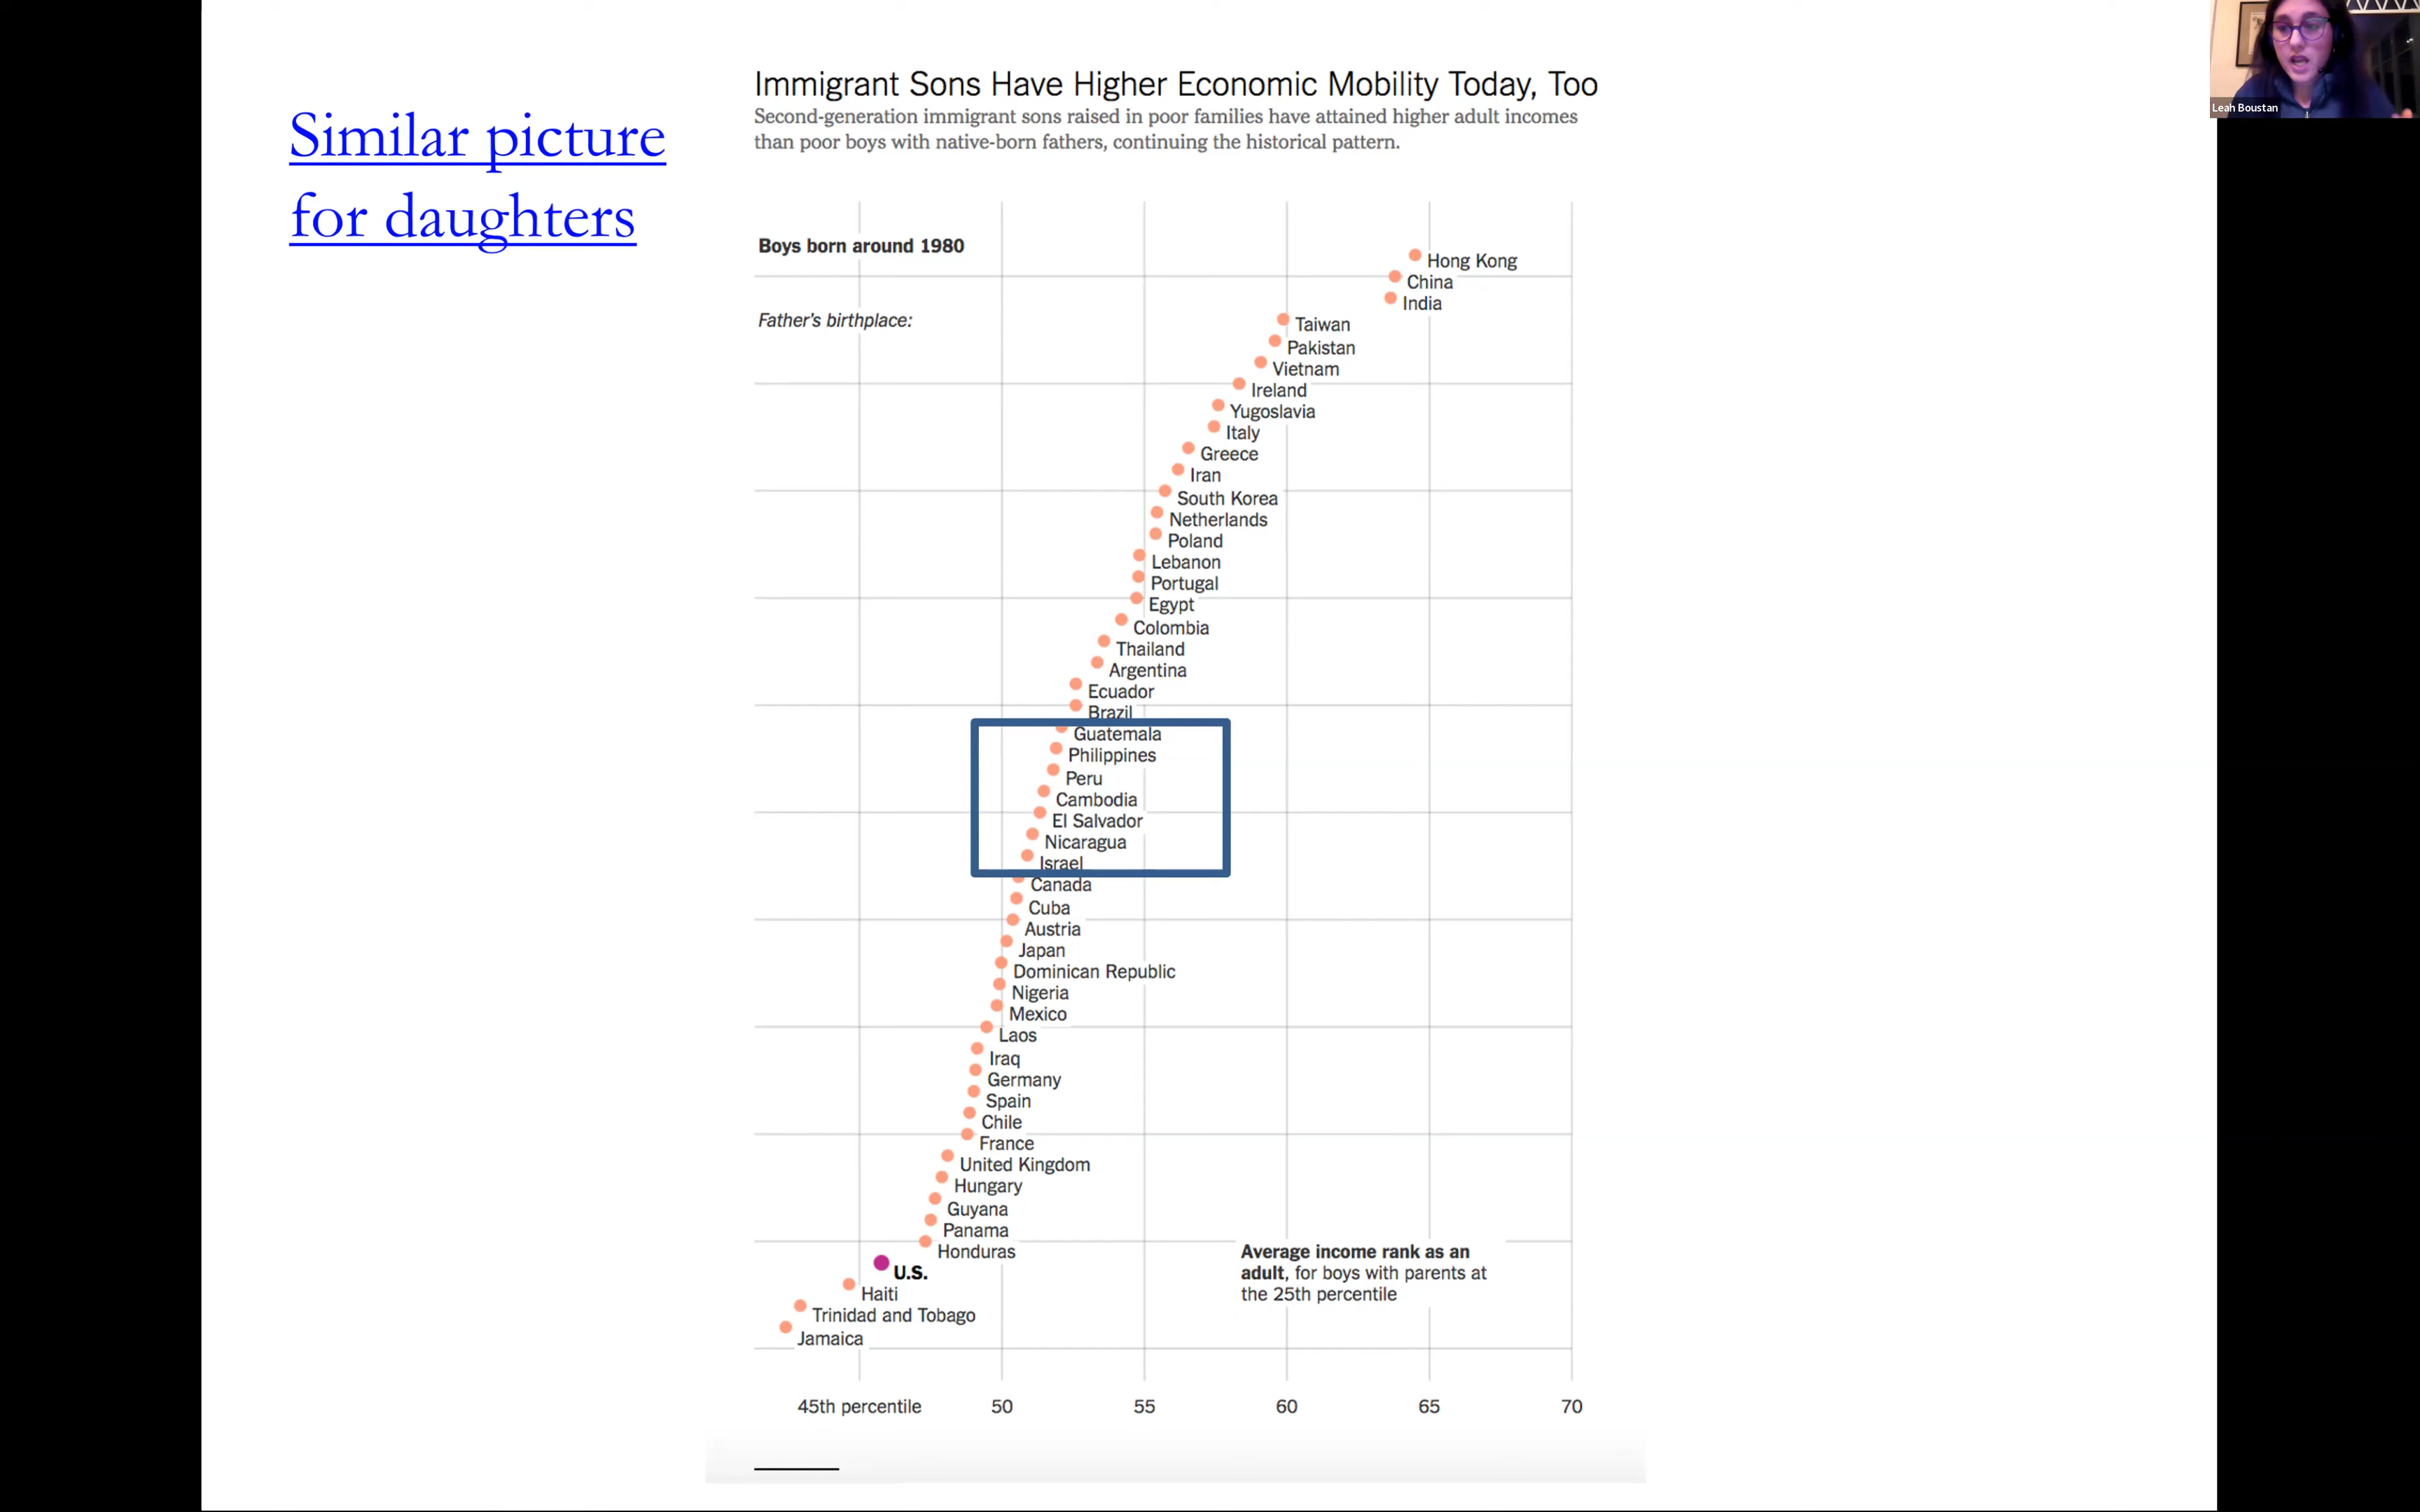 Similar picture
for daughters
Immigrant Sons Have Higher Economic Mobility Today, Too
Second-generation immigrant sons raised in poor families have attained higher adult incomes
than poor boys with native-born fathers, continuing the historical pattern.
Boys born around 1980
Father's birthplace:
Hong Kong
China
India
Taiwan
Pakistan
Vietnam
Ireland
Yugoslavia
Italy
Greece
Iran
South Korea
Netherlands
Poland
Lebanon
Portugal
Egypt
Colombia
Thailand
Argentina
Ecuador
Brazil
Guatemala
Philippines
Peru
Cambodia
El Salvador
Nicaragua
Israel
Canada
Cuba
Austria
Japan
Dominican Republic
Nigeria
Mexico
Laos
Iraq
Germany
Spain
Chile
France
United Kingdom
Hungary
Guyana
Panama
Honduras
U.S.
Haiti
Trinidad and Tobago
Jamaica
Average income rank as an
adult, for boys with parents at
the 25th percentile
45th percentile 50 55 60 65 70
Leah Boustan